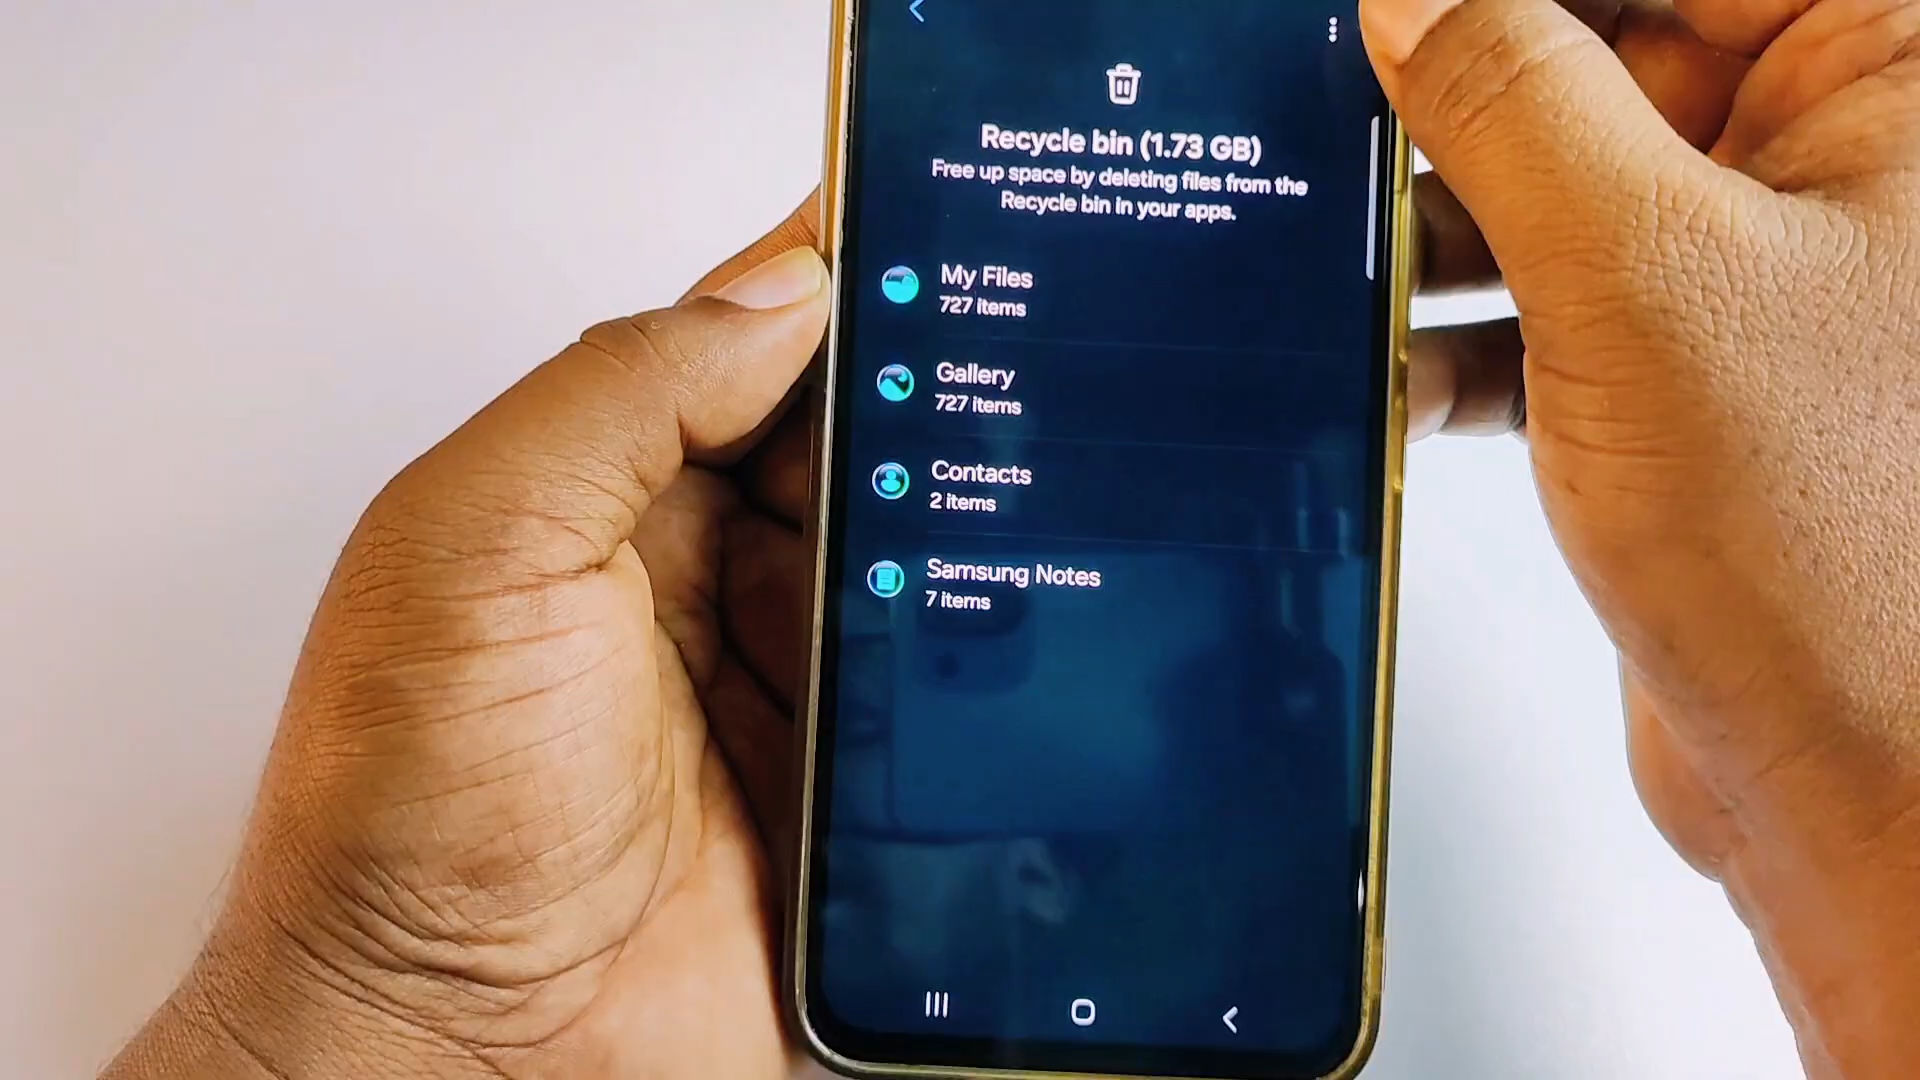 Recycle bin (1.73 GB)
Free up space by deleting files from the
Recycle bin in your apps.
My Files
727 items
Gallery
727 items
Contacts
2 items
Samsung Notes
7 items